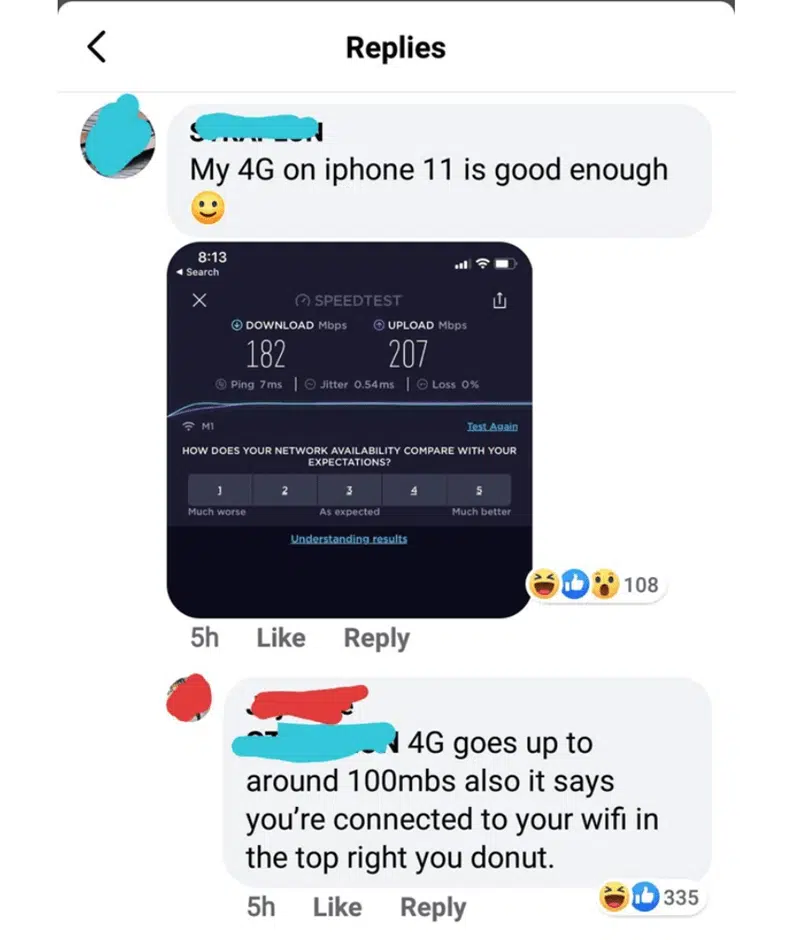 Replies
My 4G on iphone 11 is good enough
8:13
Search
SPEEDTEST
DOWNLOAD Mbps UPLOAD Mbps
182 207
Ping 7ms | Jitter 0.54ms | Loss 0%
M1 Test Again
HOW DOES YOUR NETWORK AVAILABILITY COMPARE WITH YOUR
EXPECTATIONS?
1 2 3 4 5
Much worse As expected Much better
Understanding results
108
5h Like Reply
4G goes up to
around 100mbs also it says
you’re connected to your wifi in
the top right you donut.
335
5h Like Reply